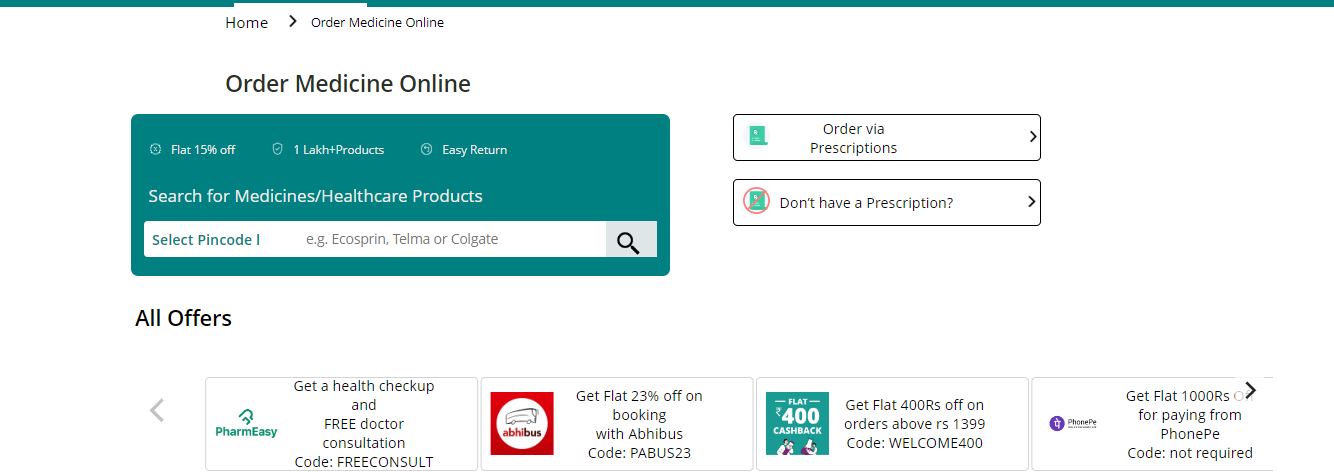 Home > Order Medicine Online
Order Medicine Online
Flat 15% off 1 Lakh+Products Easy Return
Search for Medicines/Healthcare Products
Select Pincode l e.g. Ecosprin, Telma or Colgate
Order via
Prescriptions
Don't have a Prescription?
All Offers
PharmEasy
Get a health checkup
and
FREE doctor
consultation
Code: FREECONSULT
abhibus
Get Flat 23% off on
booking
with Abhibus
Code: PABUS23
FLAT
₹400
CASHBACK
Get Flat 400Rs off on
orders above rs 1399
Code: WELCOME400
PhonePe
Get Flat 1000Rs
for paying from
PhonePe
Code: not required